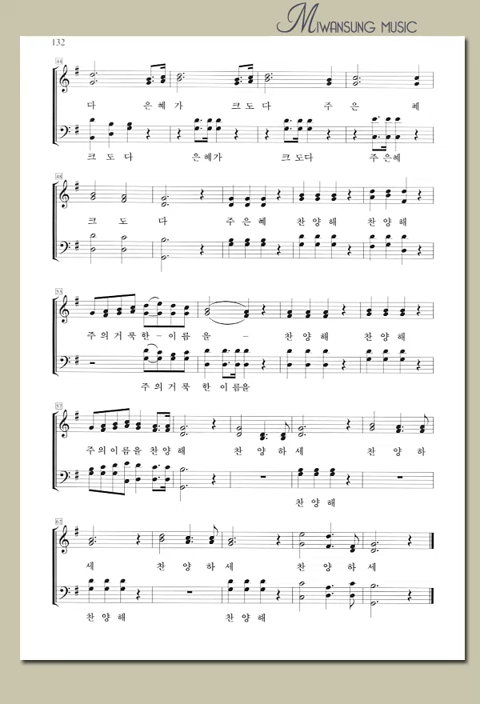 MIWANSUNG MUSIC
132
다 은혜가 크도다 주은 혜
크도다 은혜가 크도다 주은혜
크 도 다 주은혜 찬양해 찬양해
주의거룩한-이름을 - 찬양해 찬양해
주의거룩 한이름을
주의이름을찬양해 찬 양하세 찬 양하
찬양해
세 찬 양하세 찬 양하세
찬양해 찬양해